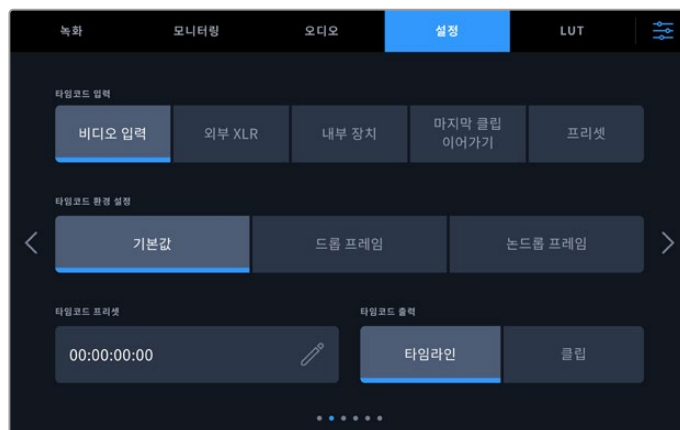 녹화 모니터링 오디오 설정 LUT
타임코드 입력
비디오 입력 외부 XLR 내부 장치 마지막 클립 이어가기 프리셋
타임코드 환경 설정
기본값 드롭 프레임 논드롭 프레임
타임코드 프리셋 타임코드 출력
00:00:00:00 타임라인 클립